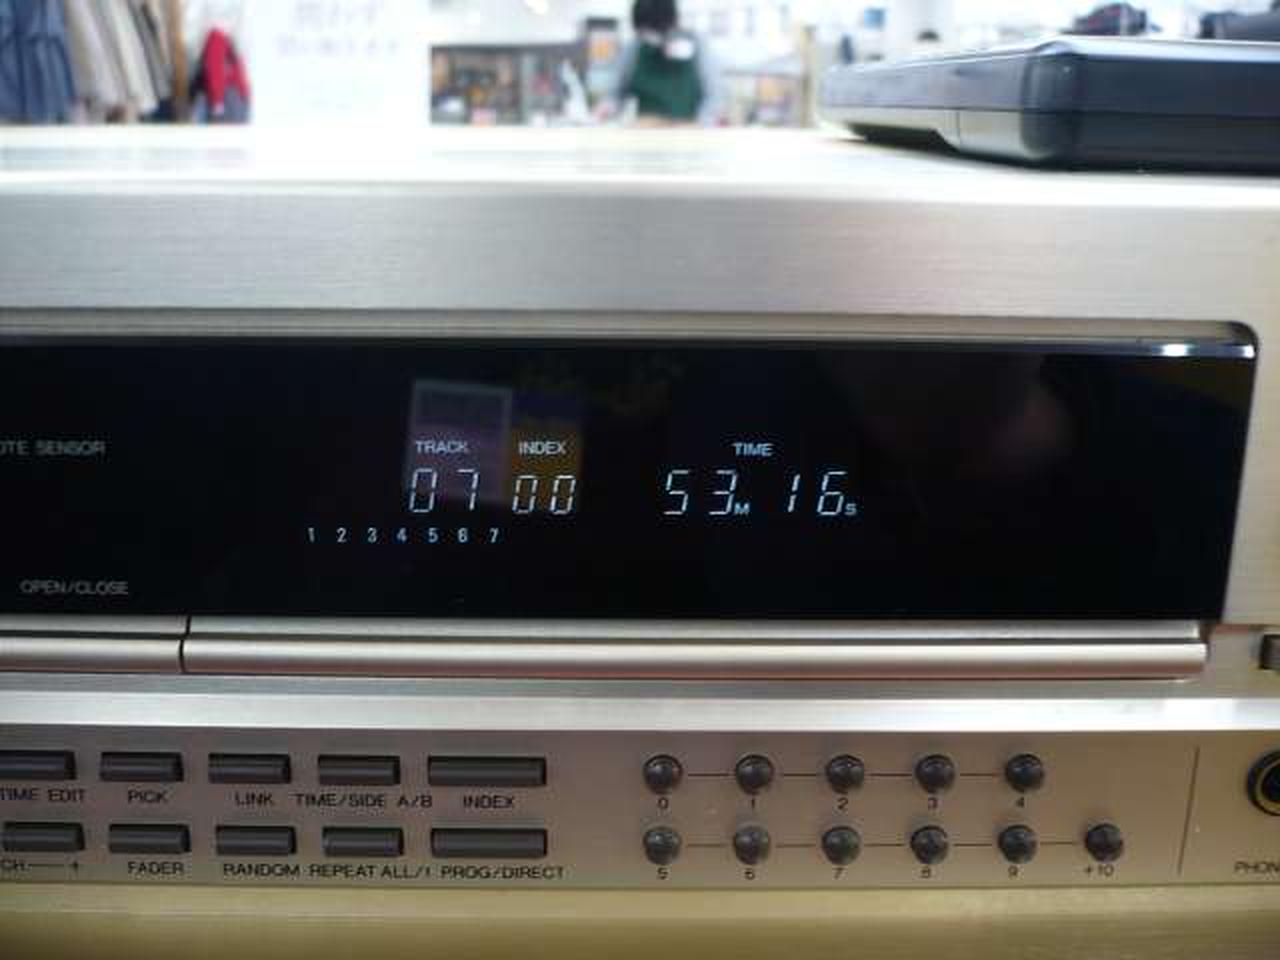 TRACK INDEX TIME
OTE SENSOR
07 00 53M 16S
1 2 3 4 5 6 7
OPEN/CLOSE
TIME EDIT PICK LINK TIME/SIDE A/B INDEX
0 1 2 3 4
CH — + FADER RANDOM REPEAT ALL/1 PROG/DIRECT
5 6 7 8 9 +10
PHON